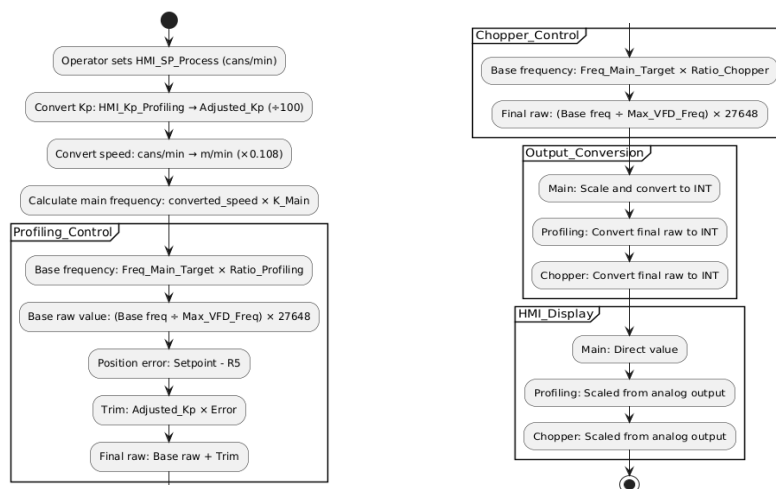 Operator sets HMI_SP_Process (cans/min)
Convert Kp: HMI_Kp_Profiling → Adjusted_Kp (÷100)
Convert speed: cans/min → m/min (×0.108)
Calculate main frequency: converted_speed × K_Main
Profiling_Control
Base frequency: Freq_Main_Target × Ratio_Profiling
Base raw value: (Base freq ÷ Max_VFD_Freq) × 27648
Position error: Setpoint - R5
Trim: Adjusted_Kp × Error
Final raw: Base raw + Trim
Chopper_Control
Base frequency: Freq_Main_Target × Ratio_Chopper
Final raw: (Base freq ÷ Max_VFD_Freq) × 27648
Output_Conversion
Main: Scale and convert to INT
Profiling: Convert final raw to INT
Chopper: Convert final raw to INT
HMI_Display
Main: Direct value
Profiling: Scaled from analog output
Chopper: Scaled from analog output